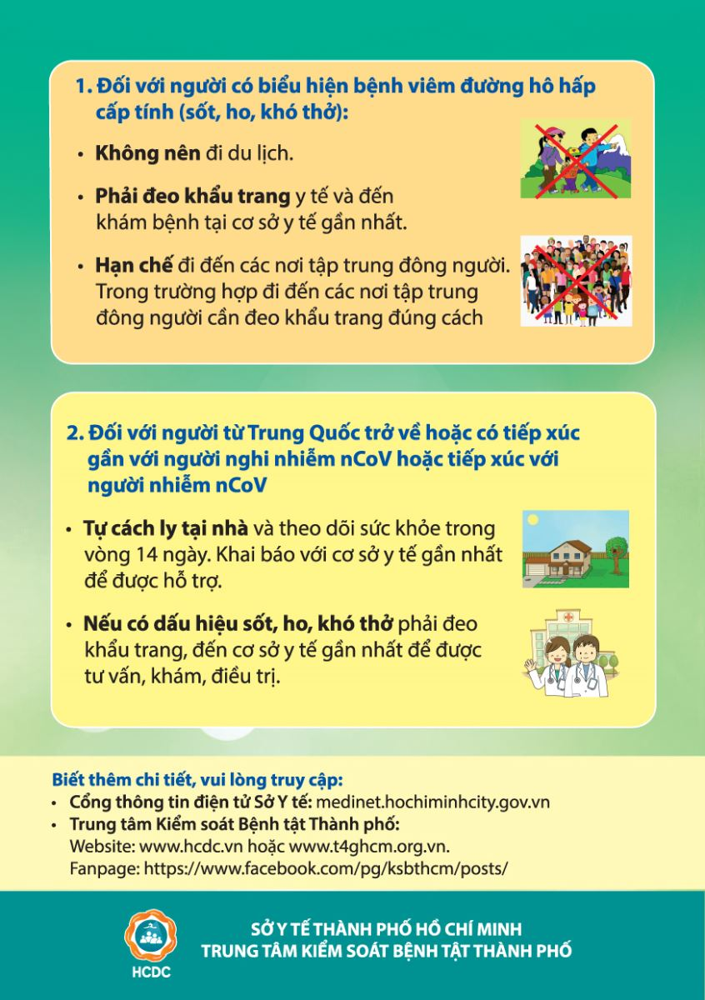 1. Đối với người có biểu hiện bệnh viêm đường hô hấp
cấp tính (sốt, ho, khó thở):
• Không nên đi du lịch.
• Phải đeo khẩu trang y tế và đến
khám bệnh tại cơ sở y tế gần nhất.
• Hạn chế đi đến các nơi tập trung đông người.
Trong trường hợp đi đến các nơi tập trung
đông người cần đeo khẩu trang đúng cách
2. Đối với người từ Trung Quốc trở về hoặc có tiếp xúc
gần với người nghi nhiễm nCoV hoặc tiếp xúc với
người nhiễm nCoV
• Tự cách ly tại nhà và theo dõi sức khỏe trong
vòng 14 ngày. Khai báo với cơ sở y tế gần nhất
để được hỗ trợ.
• Nếu có dấu hiệu sốt, ho, khó thở phải đeo
khẩu trang, đến cơ sở y tế gần nhất để được
tư vấn, khám, điều trị.
Biết thêm chi tiết, vui lòng truy cập:
• Cổng thông tin điện tử Sở Y tế: medinet.hochiminhcity.gov.vn
• Trung tâm Kiểm soát Bệnh tật Thành phố:
Website: www.hcdc.vn hoặc www.t4ghcm.org.vn.
Fanpage: https://www.facebook.com/pg/ksbthcm/posts/
SỞ Y TẾ THÀNH PHỐ HỒ CHÍ MINH
TRUNG TÂM KIỂM SOÁT BỆNH TẬT THÀNH PHỐ
HCDC